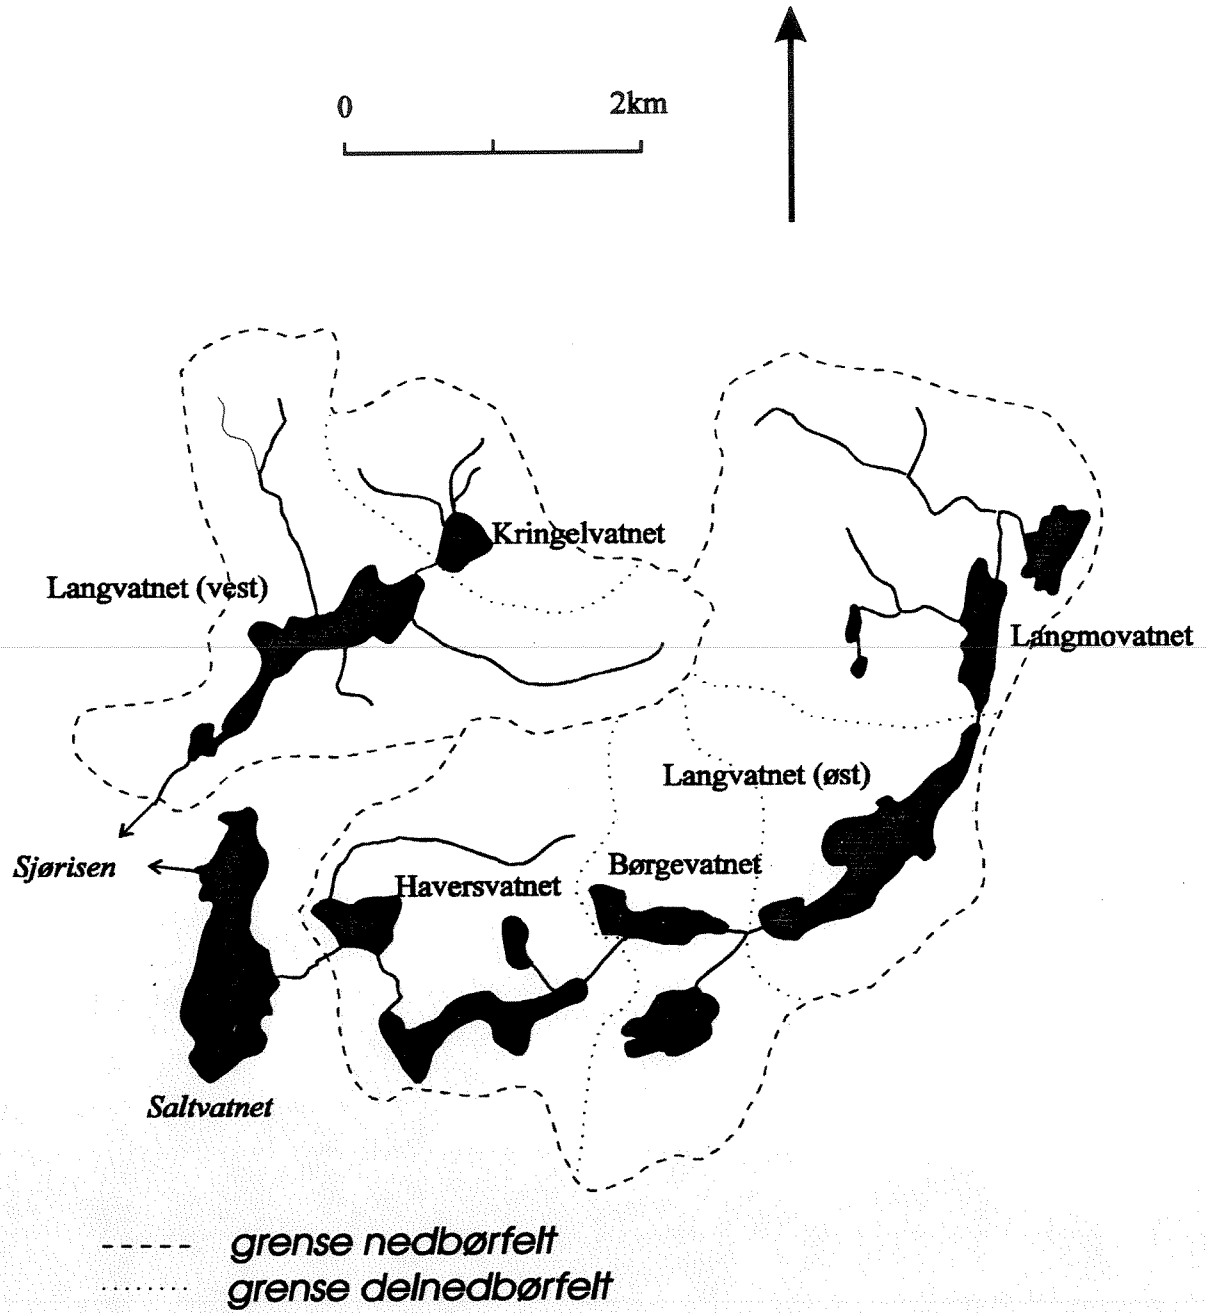 0 2km
Kringelvatnet
Langvatnet (vest)
Langmovatnet
Langvatnet (øst)
Sjørisen
Børgevatnet
Haversvatnet
Saltvatnet
grense nedbørfelt
grense delnedbørfelt